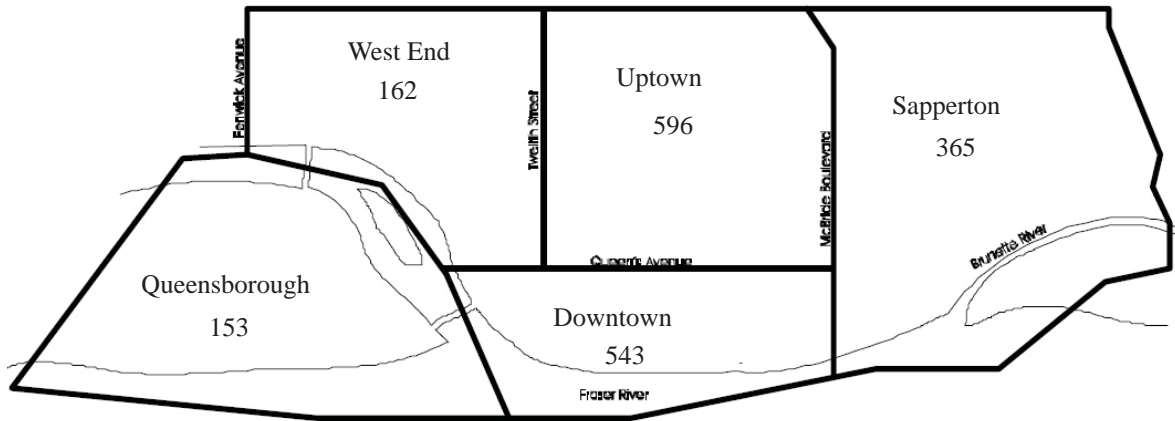 West End
162
Uptown
596
Sapperton
365
Fenwick Avenue
Twelfth Street
McBride Boulevard
Brunette River
Queen's Avenue
Queensborough
153
Downtown
543
Fraser River